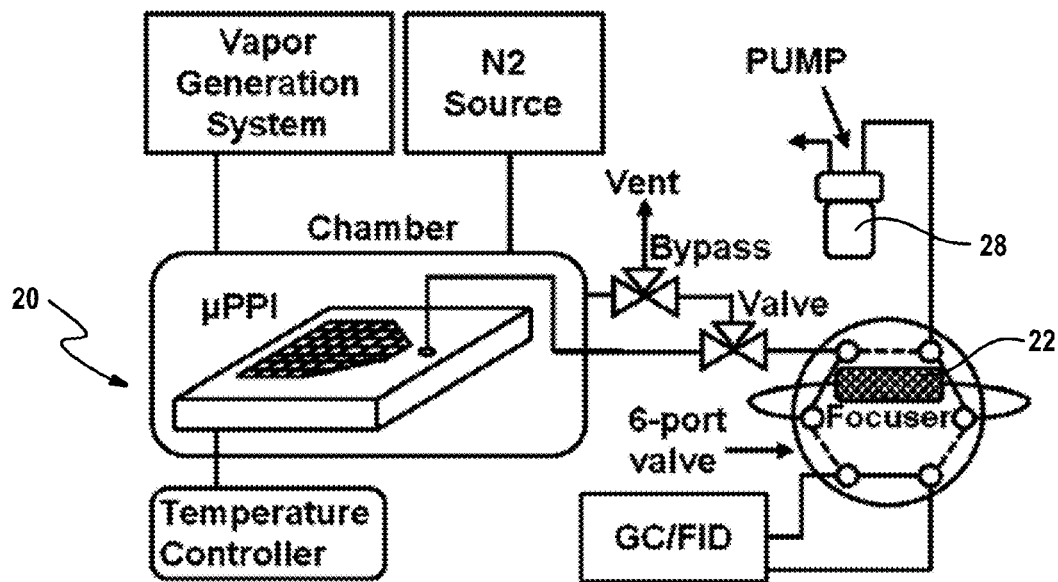 Vapor
Generation
System
N2
Source
PUMP
Vent
Chamber
Bypass
28
20
µPPI
Valve
22
Focuser
6-port
valve
Temperature
Controller
GC/FID